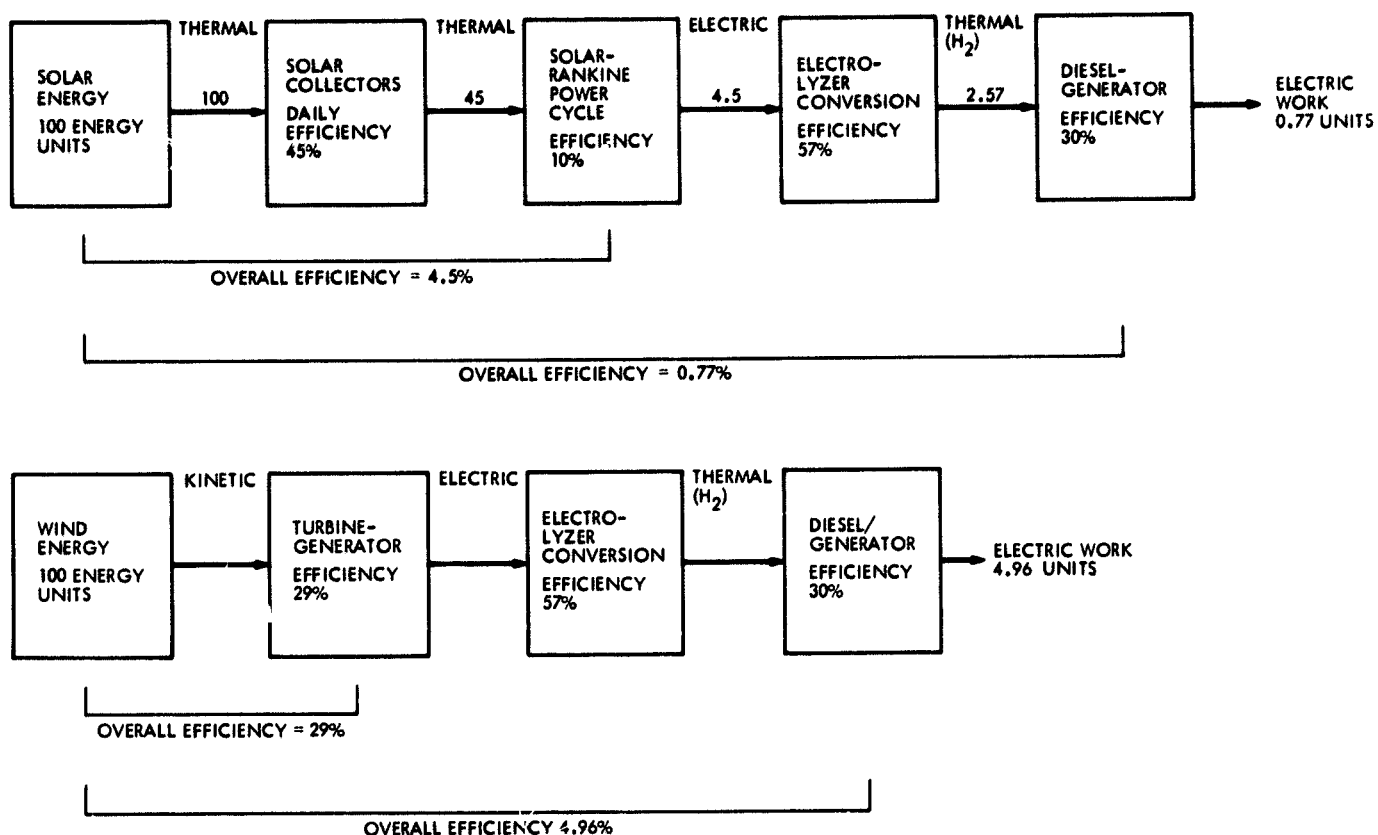 THERMAL
THERMAL
ELECTRIC
THERMAL
(H2)
SOLAR
ENERGY
100 ENERGY
UNITS
100
SOLAR
COLLECTORS
DAILY
EFFICIENCY
45%
45
SOLAR-
RANKINE
POWER
CYCLE
EFFICIENCY
10%
4.5
ELECTRO-
LYZER
CONVERSION
EFFICIENCY
57%
2.57
DIESEL-
GENERATOR
EFFICIENCY
30%
ELECTRIC
WORK
0.77 UNITS
OVERALL EFFICIENCY = 4.5%
OVERALL EFFICIENCY = 0.77%
KINETIC
ELECTRIC
THERMAL
(H2)
WIND
ENERGY
100 ENERGY
UNITS
TURBINE-
GENERATOR
EFFICIENCY
29%
ELECTRO-
LYZER
CONVERSION
EFFICIENCY
57%
DIESEL/
GENERATOR
EFFICIENCY
30%
ELECTRIC WORK
4.96 UNITS
OVERALL EFFICIENCY = 29%
OVERALL EFFICIENCY 4.96%